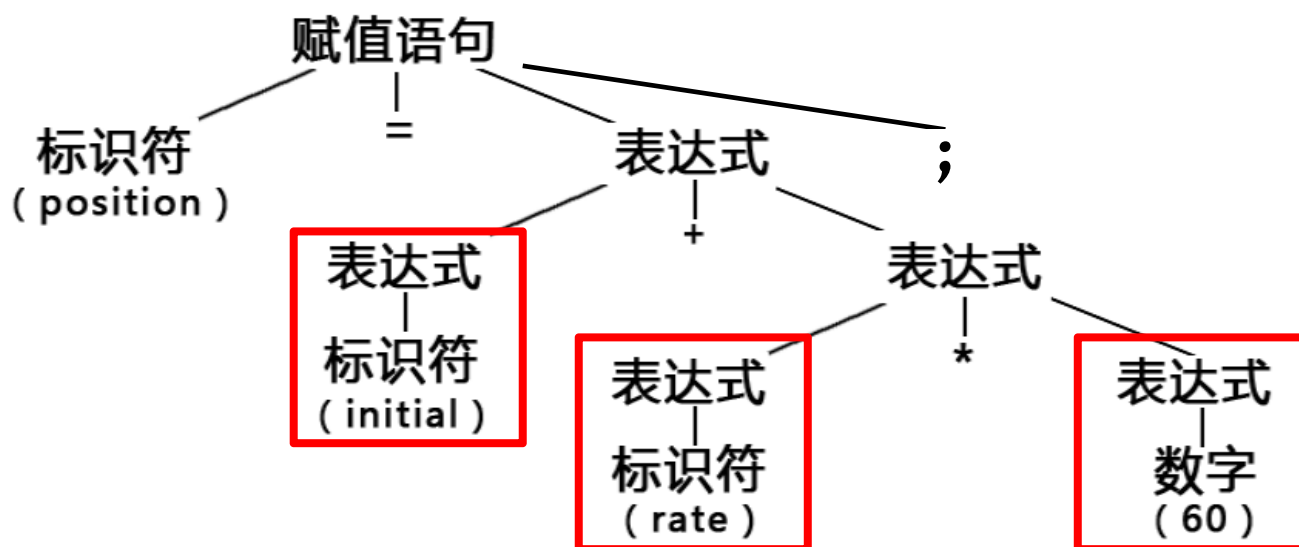 赋值语句
标识符
(position)
=
表达式
;
表达式
标识符
(initial)
+
表达式
表达式
标识符
(rate)
*
表达式
数字
(60)